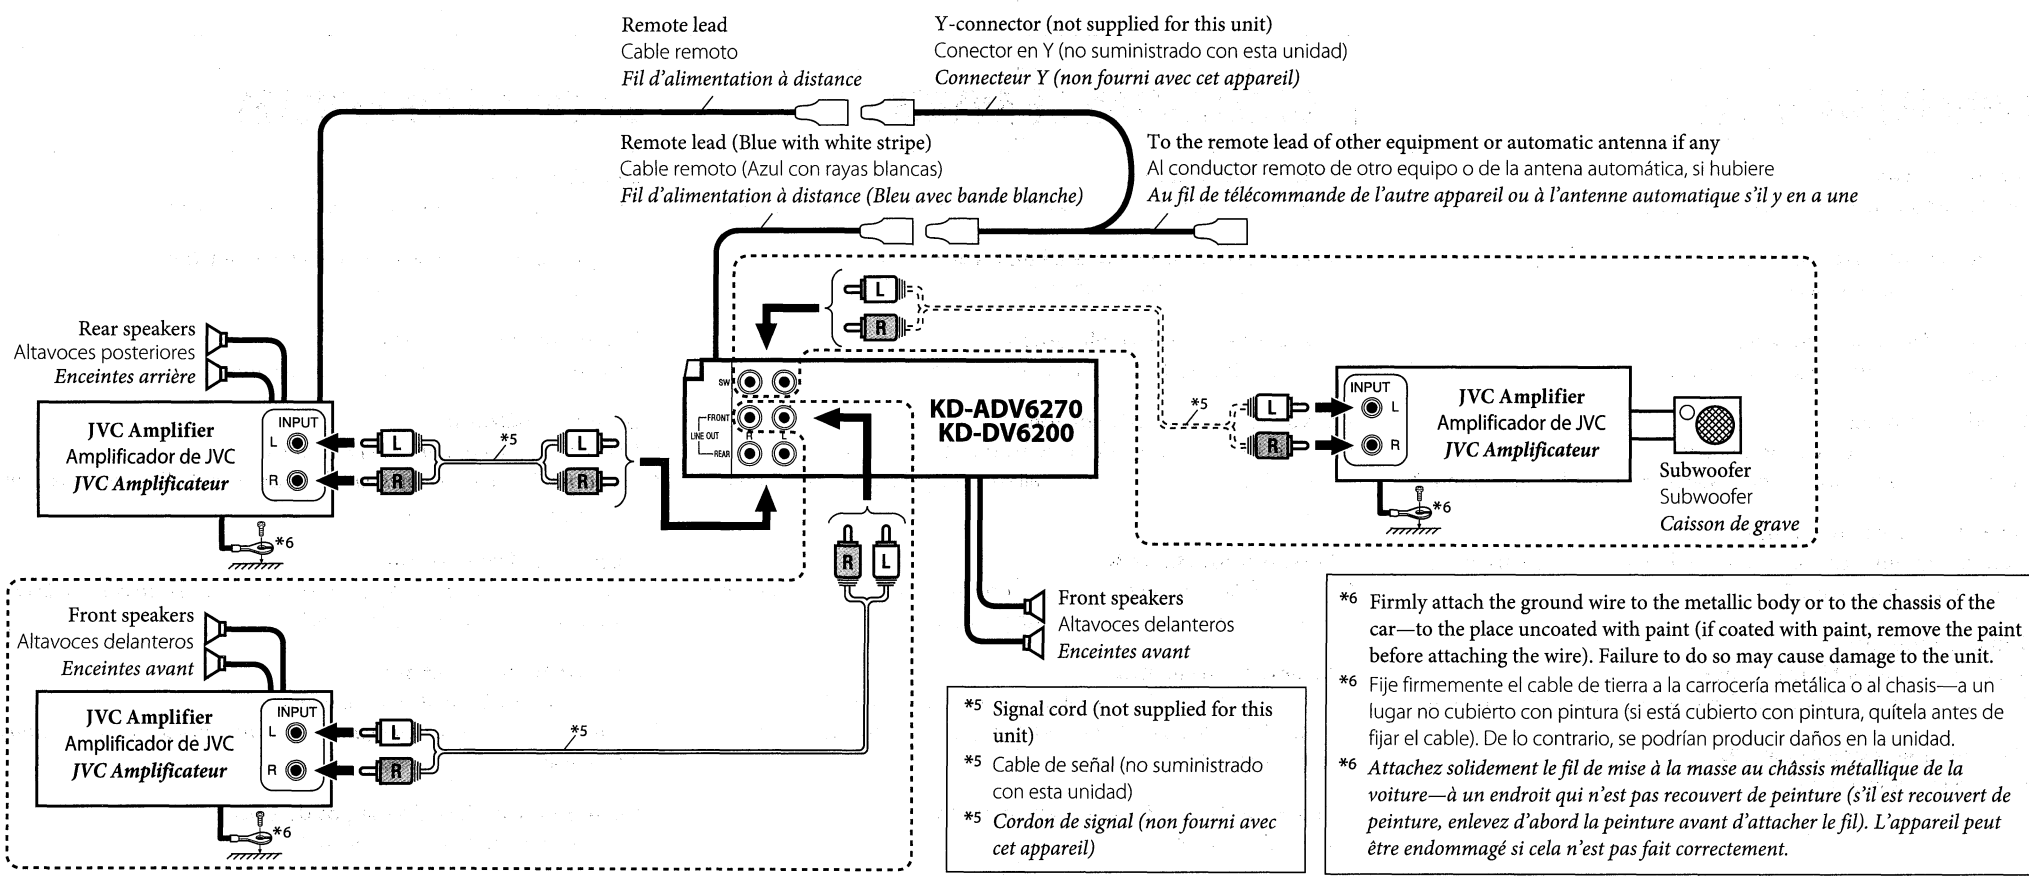 Remote lead
Cable remoto
Fil d'alimentation à distance
Y-connector (not supplied for this unit)
Conector en Y (no suministrado con esta unidad)
Connecteur Y (non fourni avec cet appareil)
Remote lead (Blue with white stripe)
Cable remoto (Azul con rayas blancas)
Fil d'alimentation à distance (Bleu avec bande blanche)
To the remote lead of other equipment or automatic antenna if any
Al conductor remoto de otro equipo o de la antena automática, si hubiere
Au fil de télécommande de l'autre appareil ou à l'antenne automatique s'il y en a une
L
R
Rear speakers
Altavoces posteriores
Enceintes arrière
JVC Amplifier
Amplificador de JVC
JVC Amplificateur
INPUT
L
R
L
R
*5
L
R
*6
SW
FRONT
LINE OUT
R L
REAR
KD-ADV6270
KD-DV6200
*5
L
R
INPUT
L
R
JVC Amplifier
Amplificador de JVC
JVC Amplificateur
*6
Subwoofer
Subwoofer
Caisson de grave
R L
Front speakers
Altavoces delanteros
Enceintes avant
Front speakers
Altavoces delanteros
Enceintes avant
JVC Amplifier
Amplificador de JVC
JVC Amplificateur
INPUT
L
R
L
R
*5
*6
*5 Signal cord (not supplied for this
unit)
*5 Cable de señal (no suministrado
con esta unidad)
*5 Cordon de signal (non fourni avec
cet appareil)
*6 Firmly attach the ground wire to the metallic body or to the chassis of the
car—to the place uncoated with paint (if coated with paint, remove the paint
before attaching the wire). Failure to do so may cause damage to the unit.
*6 Fije firmemente el cable de tierra a la carrocería metálica o al chasis—a un
lugar no cubierto con pintura (si está cubierto con pintura, quítela antes de
fijar el cable). De lo contrario, se podrían producir daños en la unidad.
*6 Attachez solidement le fil de mise à la masse au châssis métallique de la
voiture—à un endroit qui n'est pas recouvert de peinture (s'il est recouvert de
peinture, enlevez d'abord la peinture avant d'attacher le fil). L'appareil peut
être endommagé si cela n'est pas fait correctement.